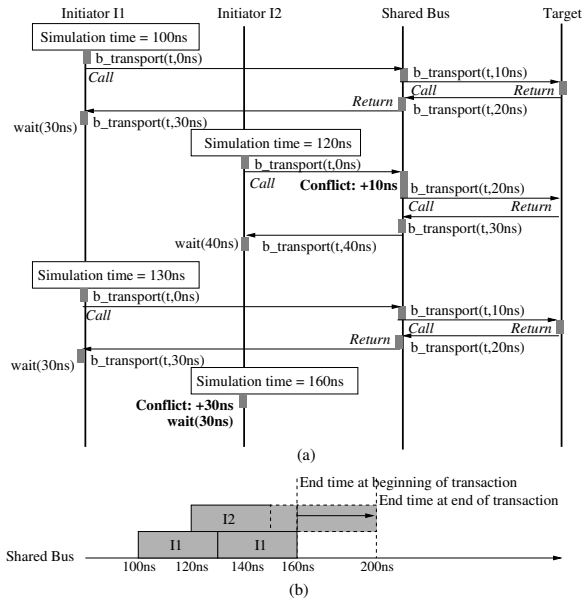 Initiator I1 Initiator I2 Shared Bus Target
Simulation time = 100ns
b_transport(t,0ns)
Call
b_transport(t,10ns)
Call Return
Return b_transport(t,20ns)
wait(30ns) b_transport(t,30ns)
Simulation time = 120ns
b_transport(t,0ns)
Call Conflict: +10ns
b_transport(t,20ns)
Call Return
b_transport(t,30ns)
wait(40ns) b_transport(t,40ns)
Simulation time = 130ns
b_transport(t,0ns)
Call
b_transport(t,10ns)
Call Return
Return b_transport(t,20ns)
wait(30ns) b_transport(t,30ns)
Simulation time = 160ns
Conflict: +30ns
wait(30ns)
(a)
End time at beginning of transaction
End time at end of transaction
I2
Shared Bus I1 I1
100ns 120ns 140ns 160ns 200ns
(b)